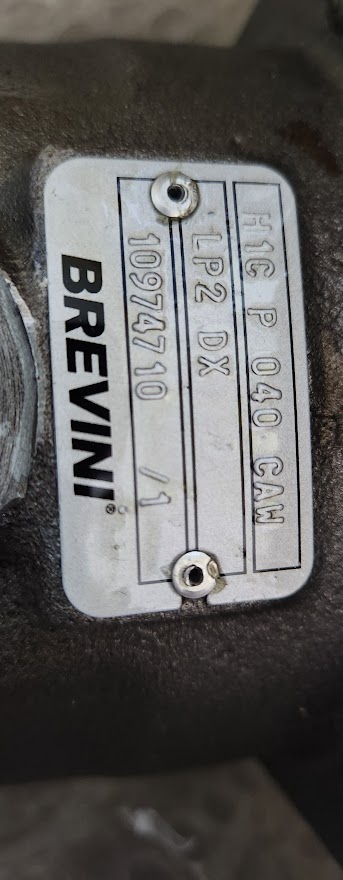 H1C P 040 CAW
LP2 DX
10974710 /1
BREVINI®